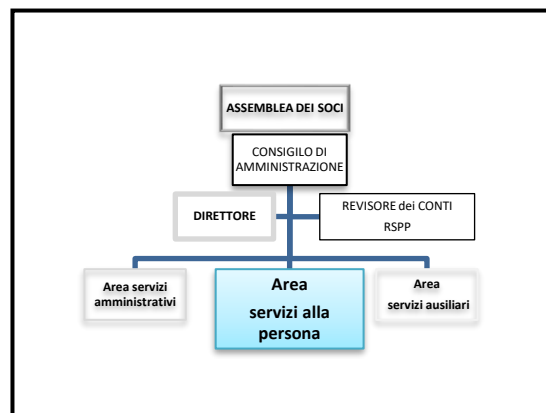 ASSEMBLEA DEI SOCI
CONSIGILO DI
AMMINISTRAZIONE
DIRETTORE
REVISORE dei CONTI
RSPP
Area servizi
amministrativi
Area
servizi alla
persona
Area
servizi ausiliari